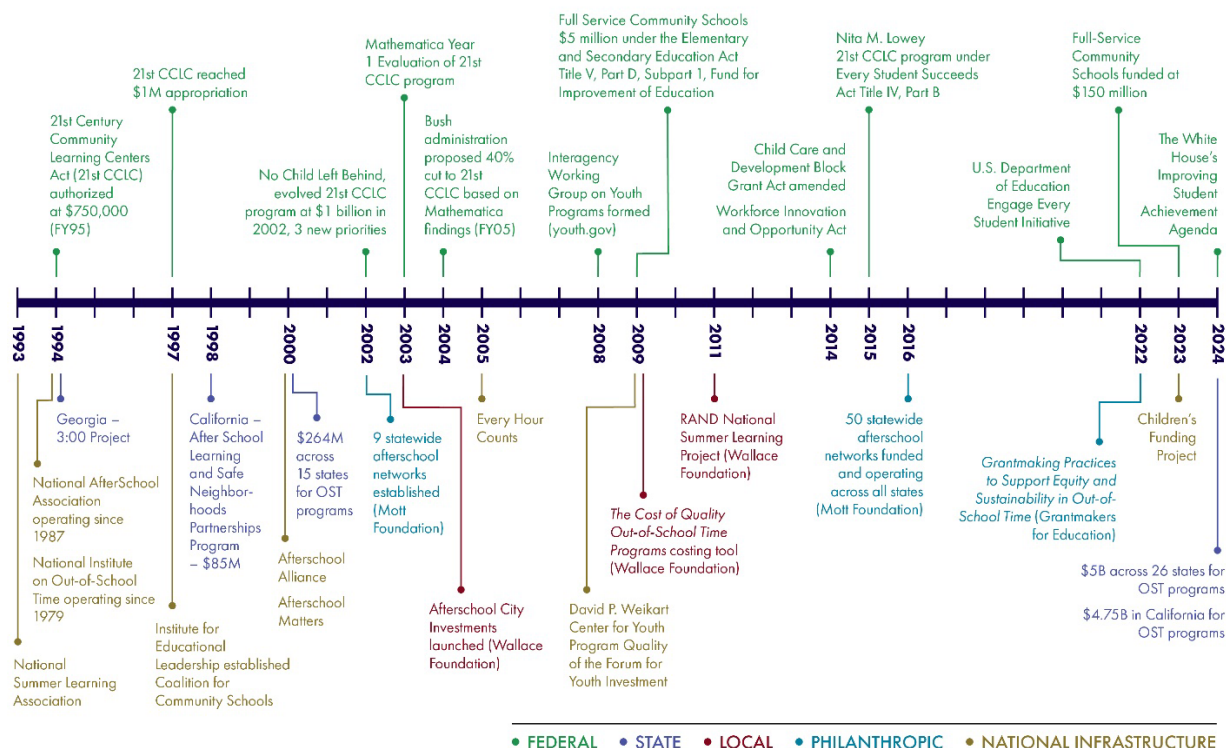 Full Service Community Schools
$5 million under the Elementary
and Secondary Education Act
Title V, Part D, Subpart 1, Fund for
Improvement of Education
Mathematica Year
1 Evaluation of 21st
CCLC program
Nita M. Lowey
21st CCLC program under
Every Student Succeeds
Act Title IV, Part B
Full-Service
Community
Schools funded at
$150 million
21st CCLC reached
$1M appropriation
21st Century
Community
Learning Centers
Act (21st CCLC)
authorized
at $750,000
(FY95)
No Child Left Behind,
evolved 21st CCLC
program at $1 billion in
2002, 3 new priorities
Bush
administration
proposed 40%
cut to 21st
CCLC based on
Mathematica
findings (FY05)
Interagency
Working
Group on Youth
Programs formed
(youth.gov)
Child Care and
Development Block
Grant Act amended
Workforce Innovation
and Opportunity Act
U.S. Department
of Education
Engage Every
Student Initiative
The White
House's
Improving
Student
Achievement
Agenda
1993
1994
1997
1998
2000
2002
2003
2004
2005
2008
2009
2011
2014
2015
2016
2022
2023
2024
Georgia –
3:00 Project
National AfterSchool
Association
operating since
1987
National Institute
on Out-of-School
Time operating since
1979
National
Summer Learning
Association
California –
After School
Learning
and Safe
Neighbor-
hoods
Partnerships
Program
– $85M
Institute for
Educational
Leadership established
Coalition for
Community Schools
$264M
across
15 states
for OST
programs
Afterschool
Alliance
Afterschool
Matters
9 statewide
afterschool
networks
established
(Mott
Foundation)
Afterschool City
Investments
launched (Wallace
Foundation)
Every Hour
Counts
David P. Weikart
Center for Youth
Program Quality
of the Forum for
Youth Investment
The Cost of Quality
Out-of-School Time
Programs costing tool
(Wallace Foundation)
RAND National
Summer Learning
Project (Wallace
Foundation)
50 statewide
afterschool
networks funded
and operating
across all states
(Mott Foundation)
Grantmaking Practices
to Support Equity and
Sustainability in Out-of-
School Time (Grantmakers
for Education)
Children's
Funding
Project
$5B across 26 states for
OST programs
$4.75B in California for
OST programs
FEDERAL
STATE
LOCAL
PHILANTHROPIC
NATIONAL INFRASTRUCTURE